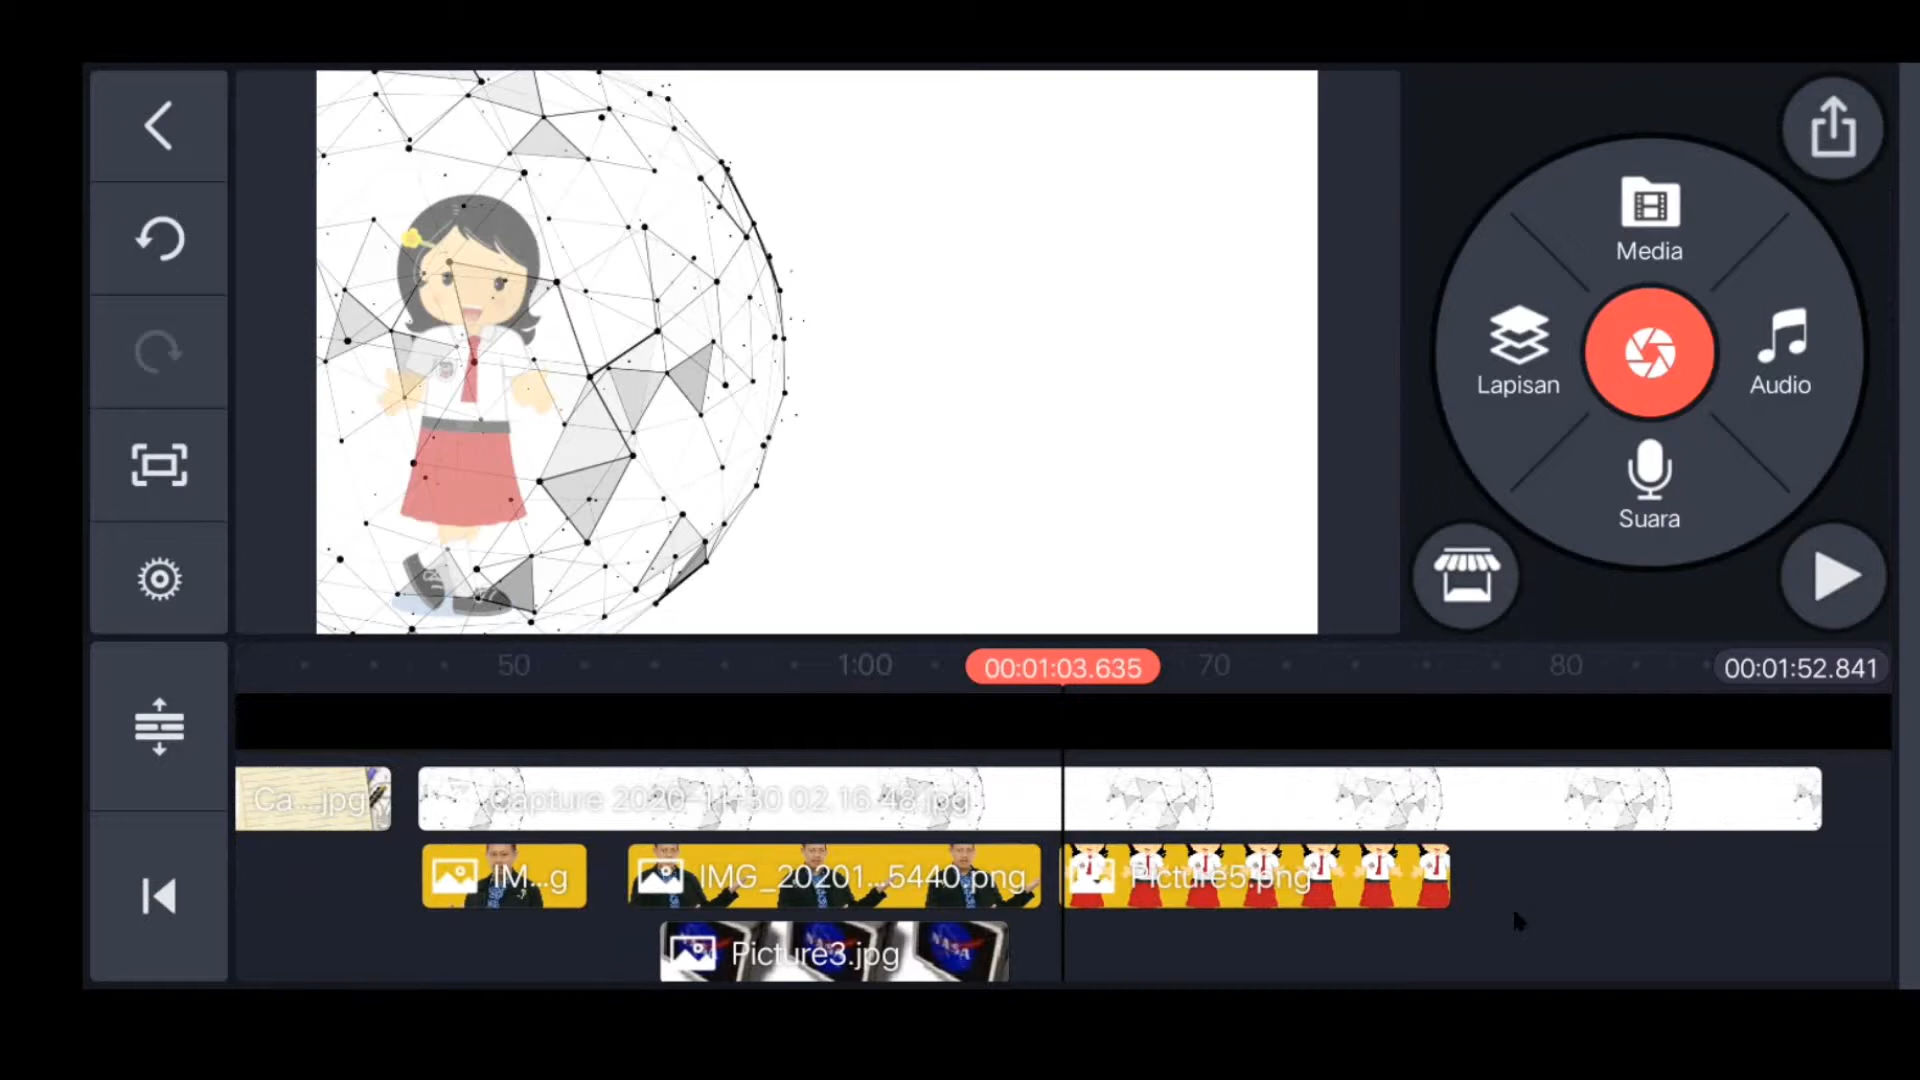 Media
Lapisan
Audio
Suara
50
1:00
00:01:03.635
70
80
00:01:52.841
Ca...jpg
Capture 2020-11-30 02.16.48.jpg
IM...g
IMG_20201...5440.png
Picture5.png
Picture3.jpg
NASA